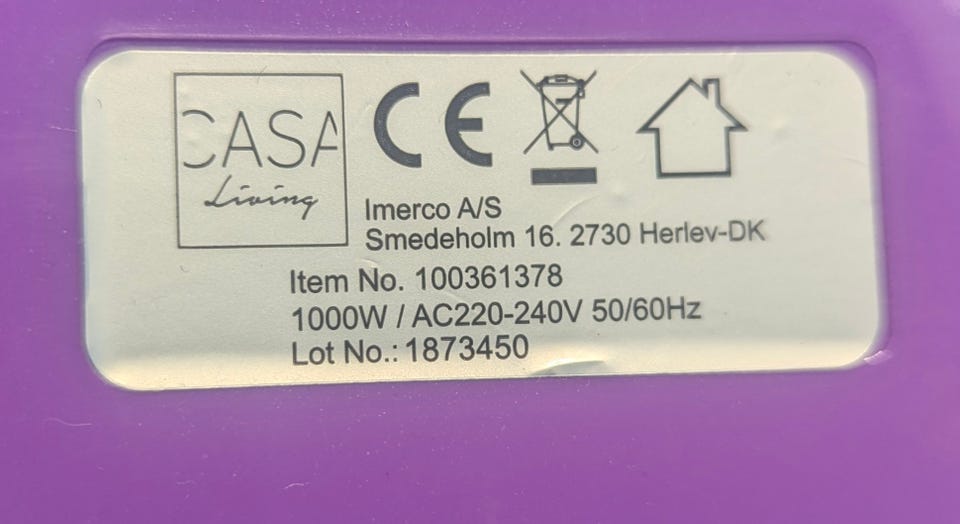 CASA
Living
CE
Imerco A/S
Smedeholm 16. 2730 Herlev-DK
Item No. 100361378
1000W / AC220-240V 50/60Hz
Lot No.: 1873450